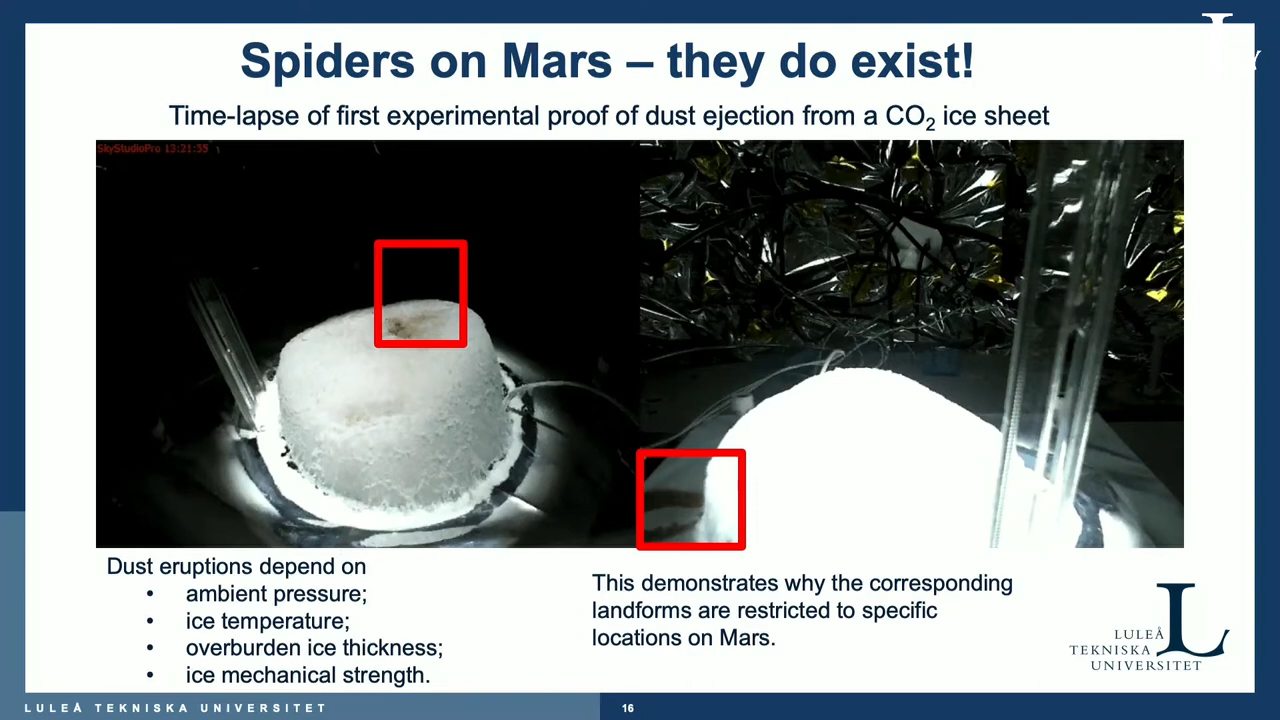 Spiders on Mars – they do exist!
Time-lapse of first experimental proof of dust ejection from a CO₂ ice sheet
SkyStudioPro 13:21:35
Dust eruptions depend on
• ambient pressure;
• ice temperature;
• overburden ice thickness;
• ice mechanical strength.
This demonstrates why the corresponding
landforms are restricted to specific
locations on Mars.
LULEÅ
TEKNISKA
UNIVERSITET
LULEÅ TEKNISKA UNIVERSITET
16